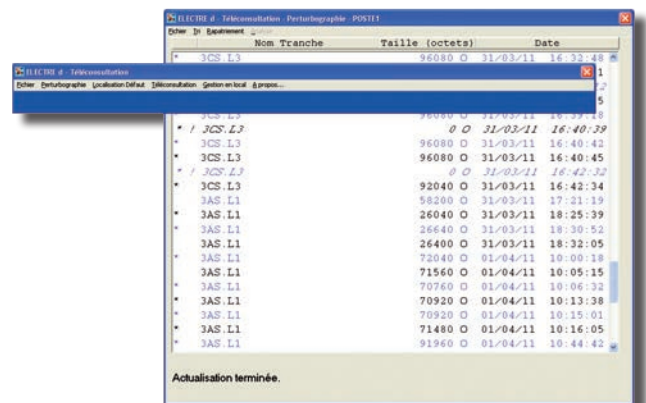 ELECTRE d - Téléconsultation - Perturbographie - POSTE1
Fichier Tri Rapatriement
Nom Tranche Taille (octets) Date
* 3CS.L3 96080 O 31/03/11 16:32:48
ELECTRE d - Téléconsultation
Fichier Perturbographie Localisation Défaut Téléconsultation Gestion en local A propos...
96080 O 31/03/11 16:39:18
* ! 3CS.L3 0 O 31/03/11 16:40:39
* 3CS.L3 96080 O 31/03/11 16:40:42
* 3CS.L3 96080 O 31/03/11 16:40:45
* ! 3CS.L3 0 O 31/03/11 16:42:32
* 3CS.L3 92040 O 31/03/11 16:42:34
3AS.L1 58200 O 31/03/11 17:21:19
* 3AS.L1 26040 O 31/03/11 18:25:39
* 3AS.L1 26640 O 31/03/11 18:30:52
3AS.L1 26400 O 31/03/11 18:32:05
* 3AS.L1 72040 O 01/04/11 10:00:18
3AS.L1 71560 O 01/04/11 10:05:15
* 3AS.L1 70760 O 01/04/11 10:06:32
* 3AS.L1 70920 O 01/04/11 10:13:38
* 3AS.L1 70920 O 01/04/11 10:15:01
* 3AS.L1 71480 O 01/04/11 10:16:05
* 3AS.L1 91960 O 01/04/11 10:44:42
Actualisation terminée.